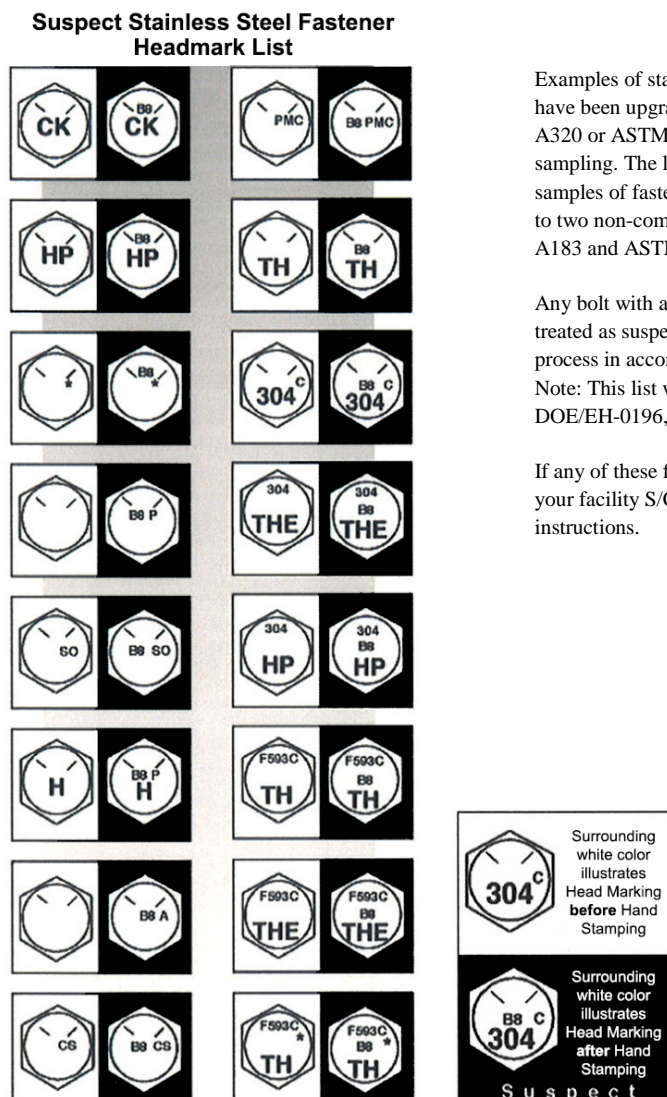 Suspect Stainless Steel Fastener
Headmark List
CK
B8
CK
PMC
B8 PMC
HP
B8
HP
TH
B8
TH
*
B8
*
304 C
B8 C
304
B8 P
304
THE
304
B8
THE
SO
B8 SO
304
HP
304
B8
HP
H
B8 P
H
F593C
TH
F593C
B8
TH
B8 A
F593C
THE
F593C
B8
THE
CS
B8 CS
F593C
*
TH
F593C
B8 *
TH
Examples of sta
have been upgra
A320 or ASTM
sampling. The l
samples of faste
to two non-com
A183 and ASTM
Any bolt with a
treated as suspe
process in accor
Note: This list w
DOE/EH-0196,
If any of these f
your facility S/C
instructions.
304 C
Surrounding
white color
illustrates
Head Marking
before Hand
Stamping
B8 C
304
Surrounding
white color
illustrates
Head Marking
after Hand
Stamping
Suspect